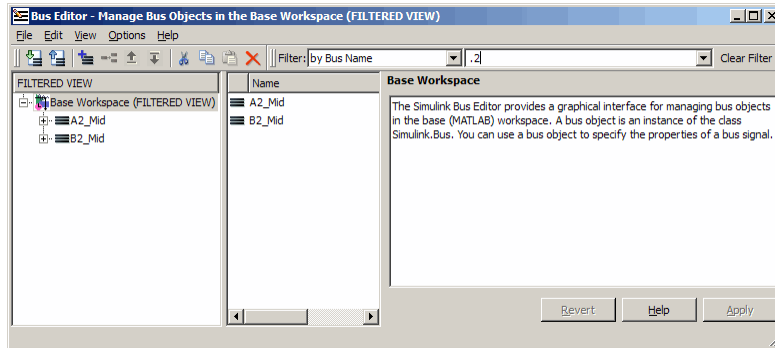 Bus Editor - Manage Bus Objects in the Base Workspace (FILTERED VIEW)
File Edit View Options Help
Filter: by Bus Name .2 Clear Filter
FILTERED VIEW
Base Workspace (FILTERED VIEW)
A2_Mid
B2_Mid
Name
A2_Mid
B2_Mid
Base Workspace
The Simulink Bus Editor provides a graphical interface for managing bus objects
in the base (MATLAB) workspace. A bus object is an instance of the class
Simulink.Bus. You can use a bus object to specify the properties of a bus signal.
Revert Help Apply